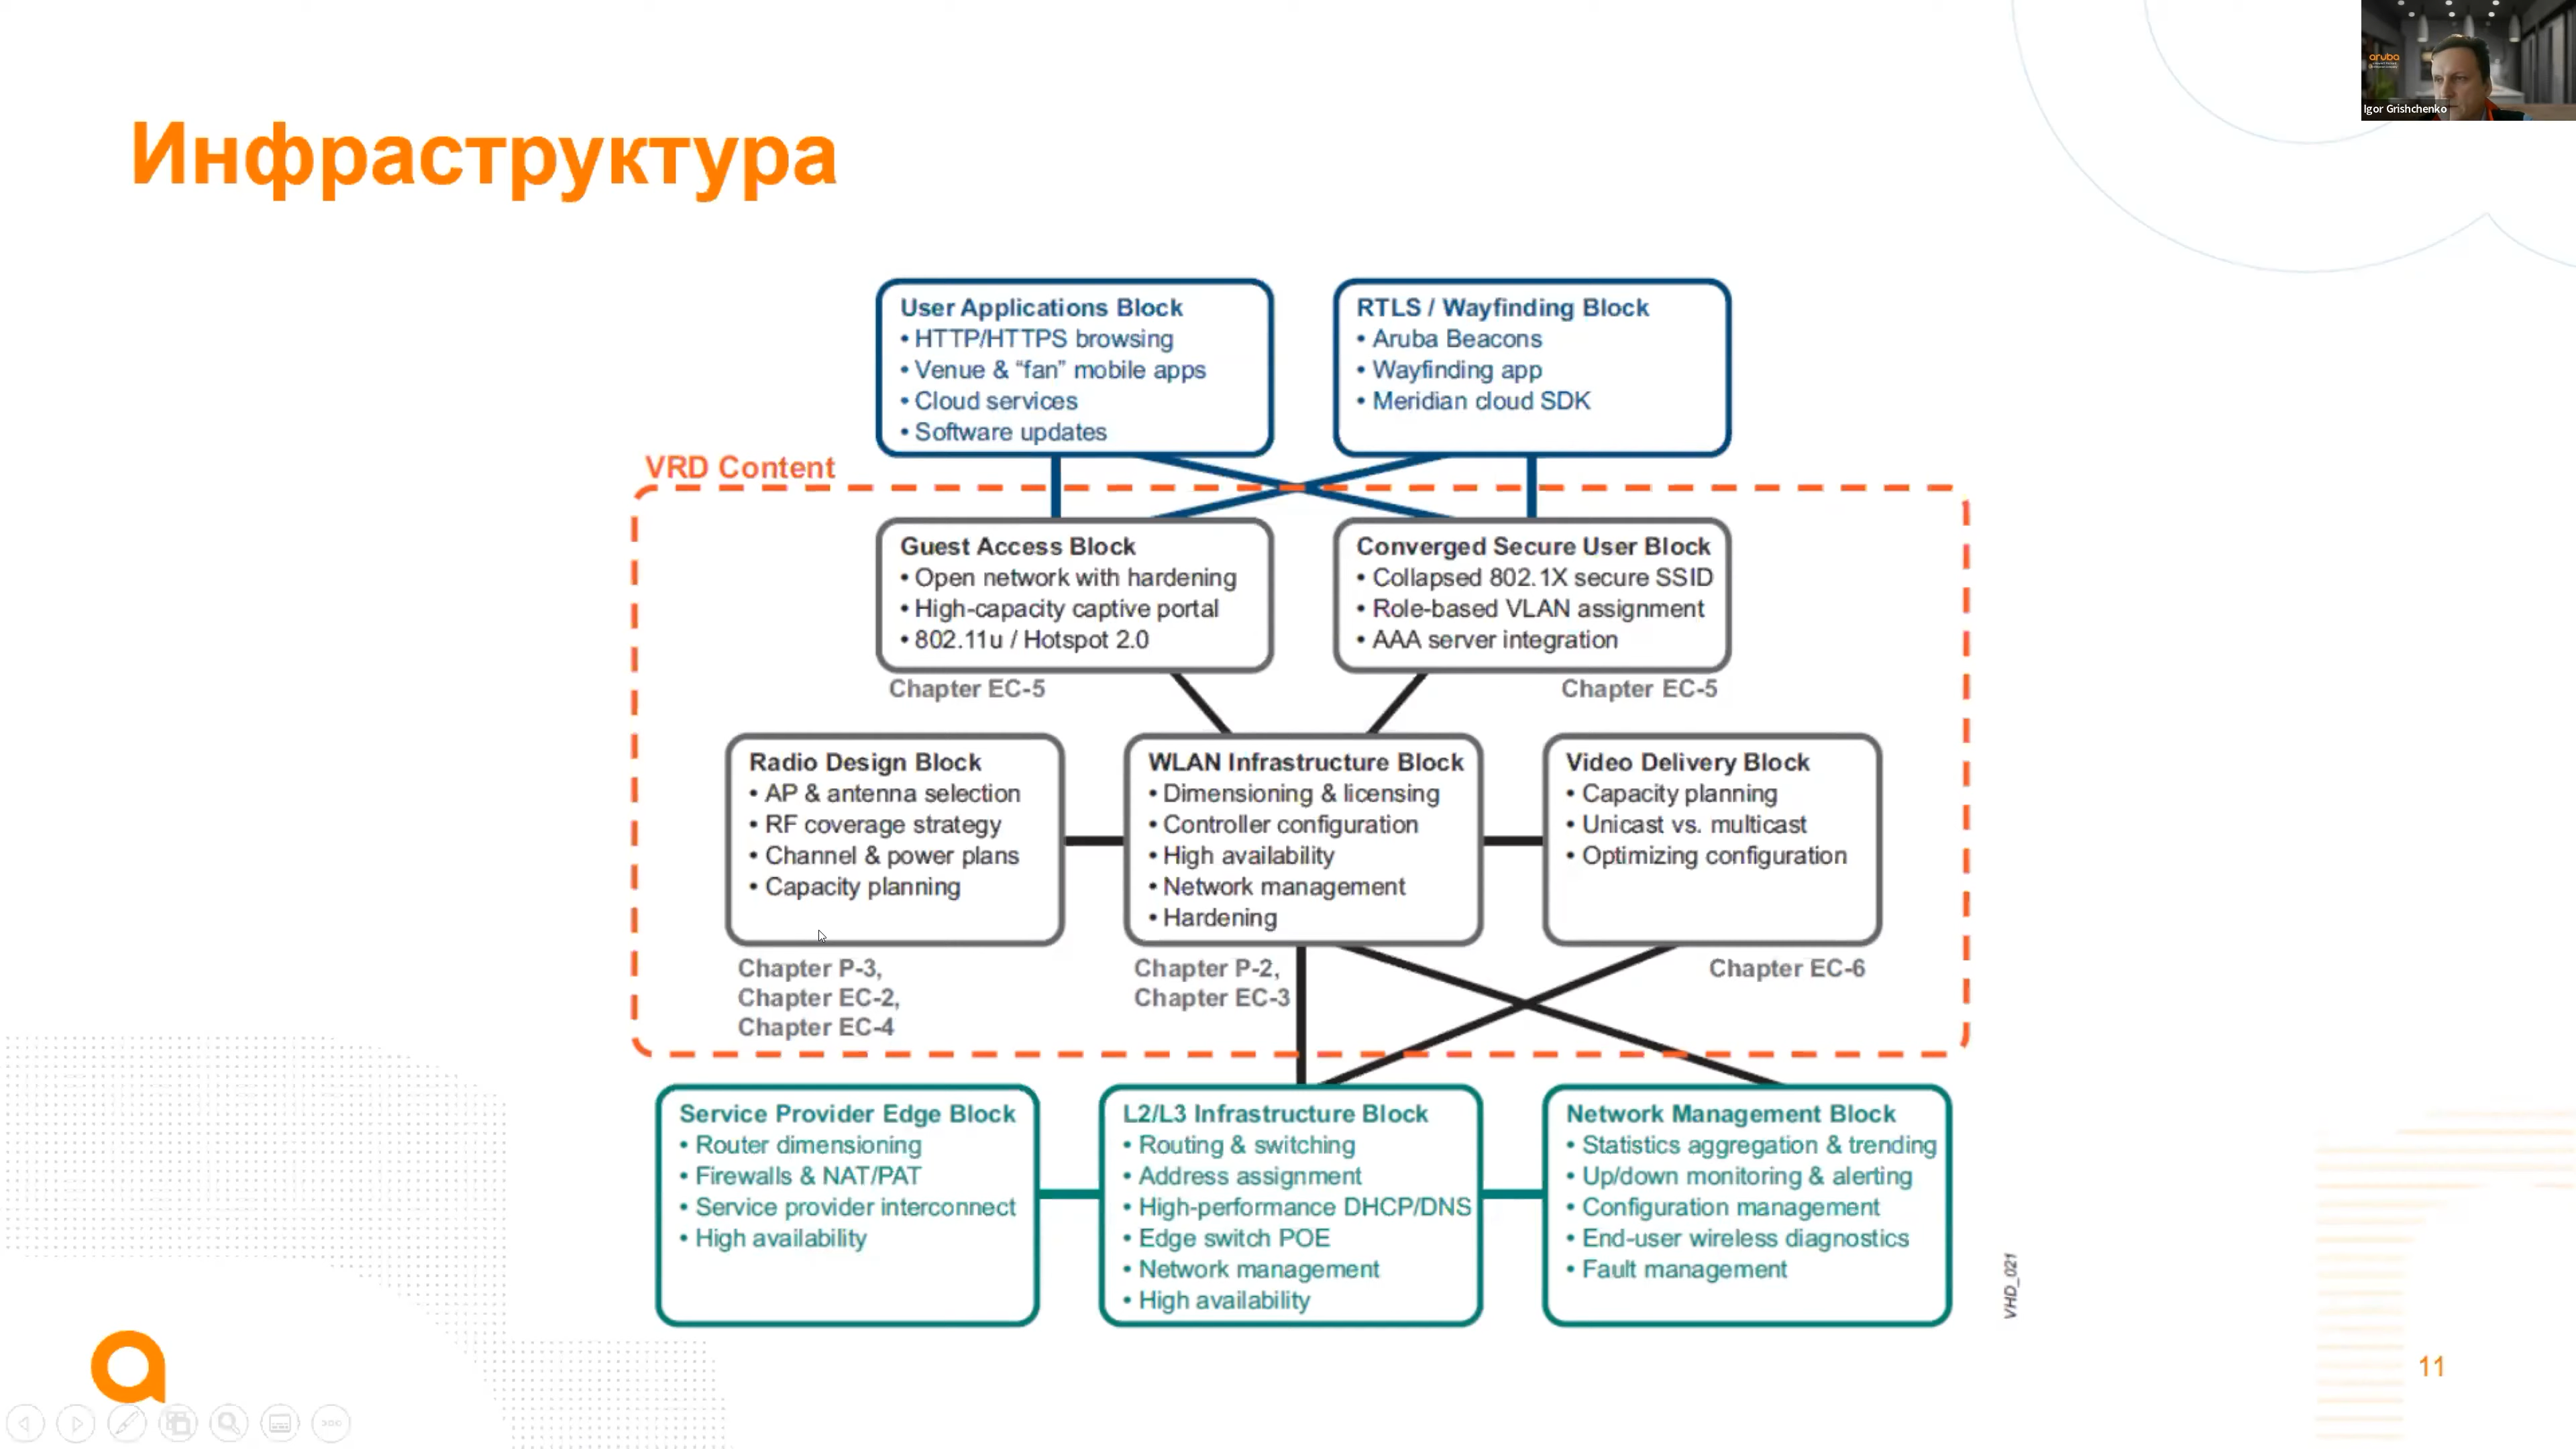 aruba
Igor Grishchenko
Инфраструктура
User Applications Block
• HTTP/HTTPS browsing
• Venue & “fan” mobile apps
• Cloud services
• Software updates
RTLS / Wayfinding Block
• Aruba Beacons
• Wayfinding app
• Meridian cloud SDK
VRD Content
Guest Access Block
• Open network with hardening
• High-capacity captive portal
• 802.11u / Hotspot 2.0
Chapter EC-5
Converged Secure User Block
• Collapsed 802.1X secure SSID
• Role-based VLAN assignment
• AAA server integration
Chapter EC-5
Radio Design Block
• AP & antenna selection
• RF coverage strategy
• Channel & power plans
• Capacity planning
Chapter P-3,
Chapter EC-2,
Chapter EC-4
WLAN Infrastructure Block
• Dimensioning & licensing
• Controller configuration
• High availability
• Network management
• Hardening
Chapter P-2,
Chapter EC-3
Video Delivery Block
• Capacity planning
• Unicast vs. multicast
• Optimizing configuration
Chapter EC-6
Service Provider Edge Block
• Router dimensioning
• Firewalls & NAT/PAT
• Service provider interconnect
• High availability
L2/L3 Infrastructure Block
• Routing & switching
• Address assignment
• High-performance DHCP/DNS
• Edge switch POE
• Network management
• High availability
Network Management Block
• Statistics aggregation & trending
• Up/down monitoring & alerting
• Configuration management
• End-user wireless diagnostics
• Fault management
VHD_021
11